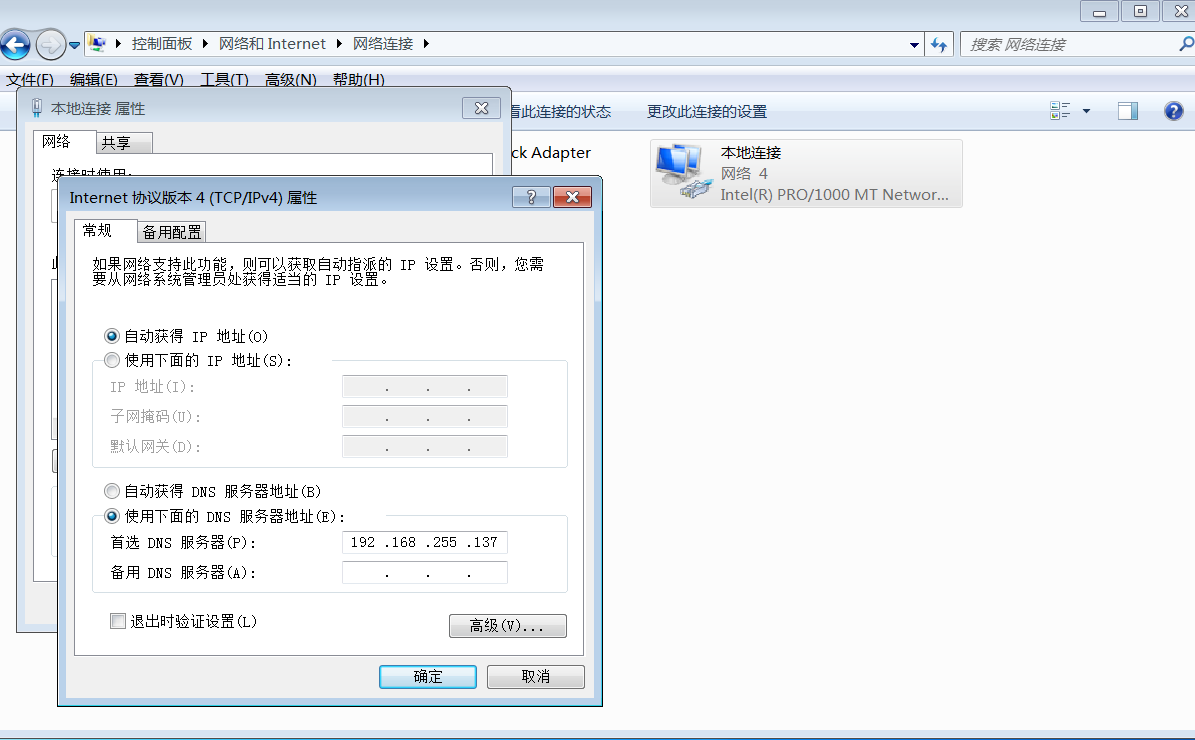 控制面板 网络和 Internet 网络连接
搜索 网络连接
文件(F) 编辑(E) 查看(V) 工具(T) 高级(N) 帮助(H)
本地连接 属性
看此连接的状态 更改此连接的设置
网络 共享
ck Adapter
本地连接
网络 4
Intel(R) PRO/1000 MT Networ...
连接时使用:
Internet 协议版本 4 (TCP/IPv4) 属性
常规 备用配置
如果网络支持此功能，则可以获取自动指派的 IP 设置。否则，您需
要从网络系统管理员处获得适当的 IP 设置。
自动获得 IP 地址(O)
使用下面的 IP 地址(S):
IP 地址(I):
子网掩码(U):
默认网关(D):
自动获得 DNS 服务器地址(B)
使用下面的 DNS 服务器地址(E):
首选 DNS 服务器(P): 192 .168 .255 .137
备用 DNS 服务器(A):
退出时验证设置(L)
高级(V)...
确定 取消